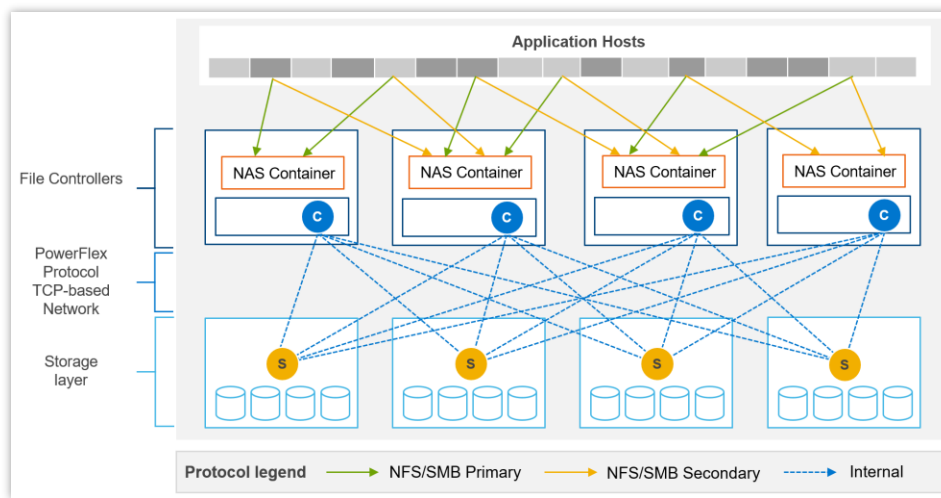 Application Hosts
File Controllers
NAS Container
NAS Container
NAS Container
NAS Container
C
C
C
C
PowerFlex
Protocol
TCP-based
Network
Storage
layer
S
S
S
S
Protocol legend
NFS/SMB Primary
NFS/SMB Secondary
Internal